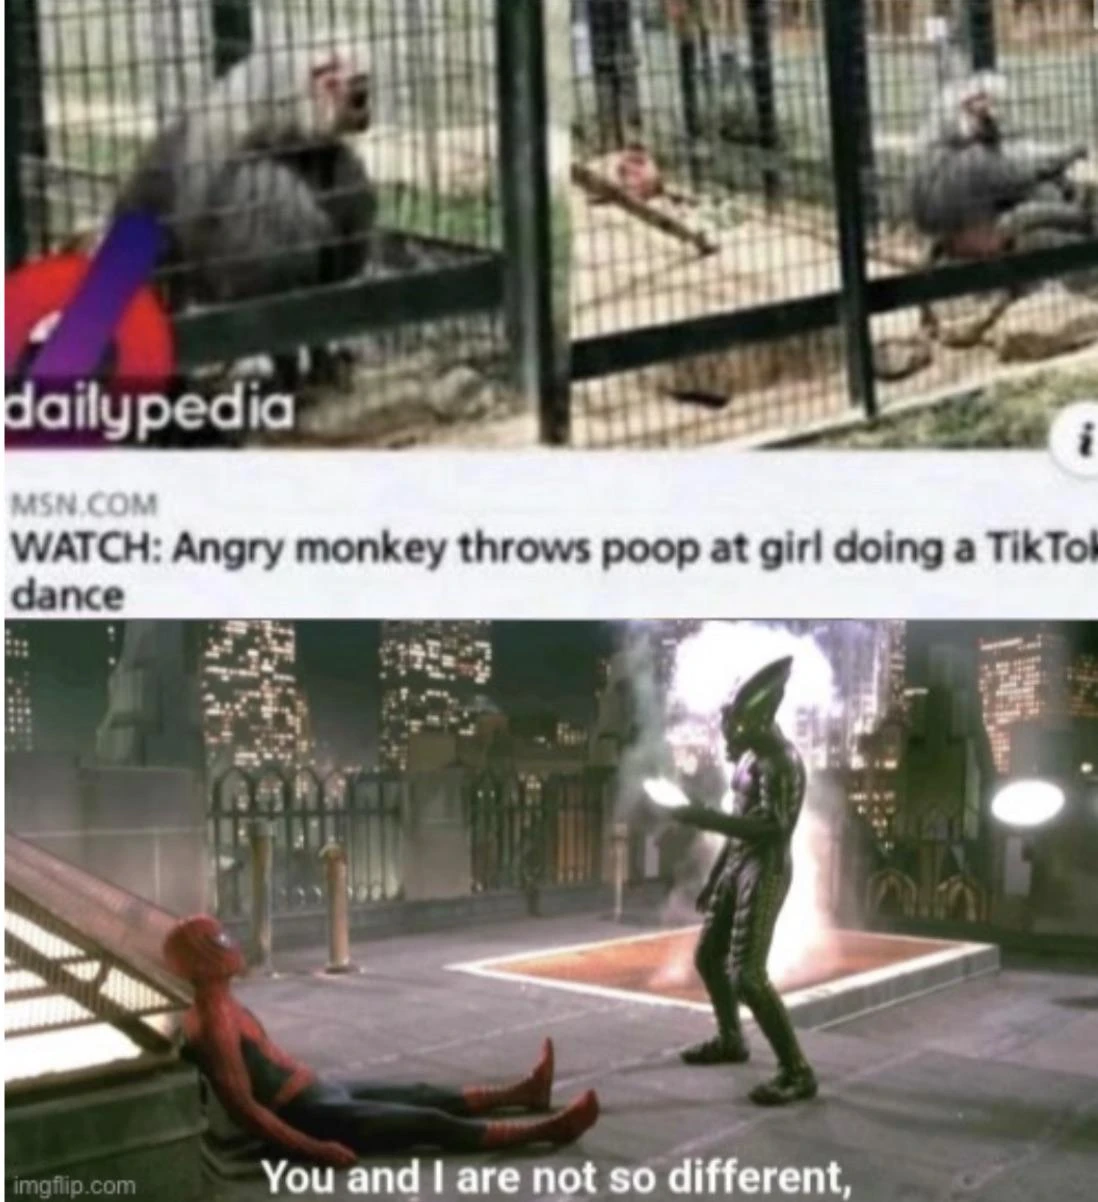 dailypedia
i
MSN.COM
WATCH: Angry monkey throws poop at girl doing a TikTok
dance
You and I are not so different,
imgflip.com